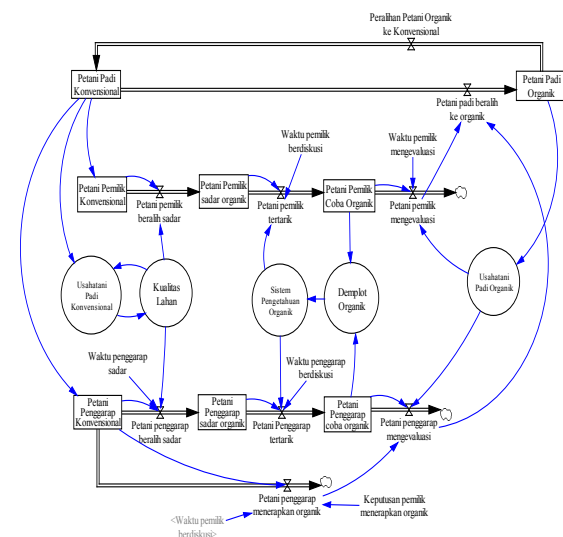 Peralihan Petani Organik
ke Konvensional
Petani Padi
Konvensional
Petani Padi
Organik
Petani padi beralih
ke organik
Waktu pemilik
berdiskusi
Waktu pemilik
mengevaluasi
Petani Pemilik
Konvensional
Petani Pemilik
sadar organik
Petani Pemilik
Coba Organik
Petani pemilik
beralih sadar
Petani pemilik
tertarik
Petani pemilik
mengevaluasi
Usahatani
Padi
Konvensional
Kualitas
Lahan
Sistem
Pengetahuan
Organik
Demplot
Organik
Usahatani
Padi Organik
Waktu penggarap
sadar
Waktu penggarap
berdiskusi
Petani
Penggarap
Konvensional
Petani
Penggarap
sadar organik
Petani
Penggarap
coba organik
Petani penggarap
beralih sadar
Petani Penggarap
tertarik
Petani penggarap
mengevaluasi
Petani penggarap
menerapkan organik
Keputusan pemilik
menerapkan organik
<Waktu pemilik
berdiskusi>